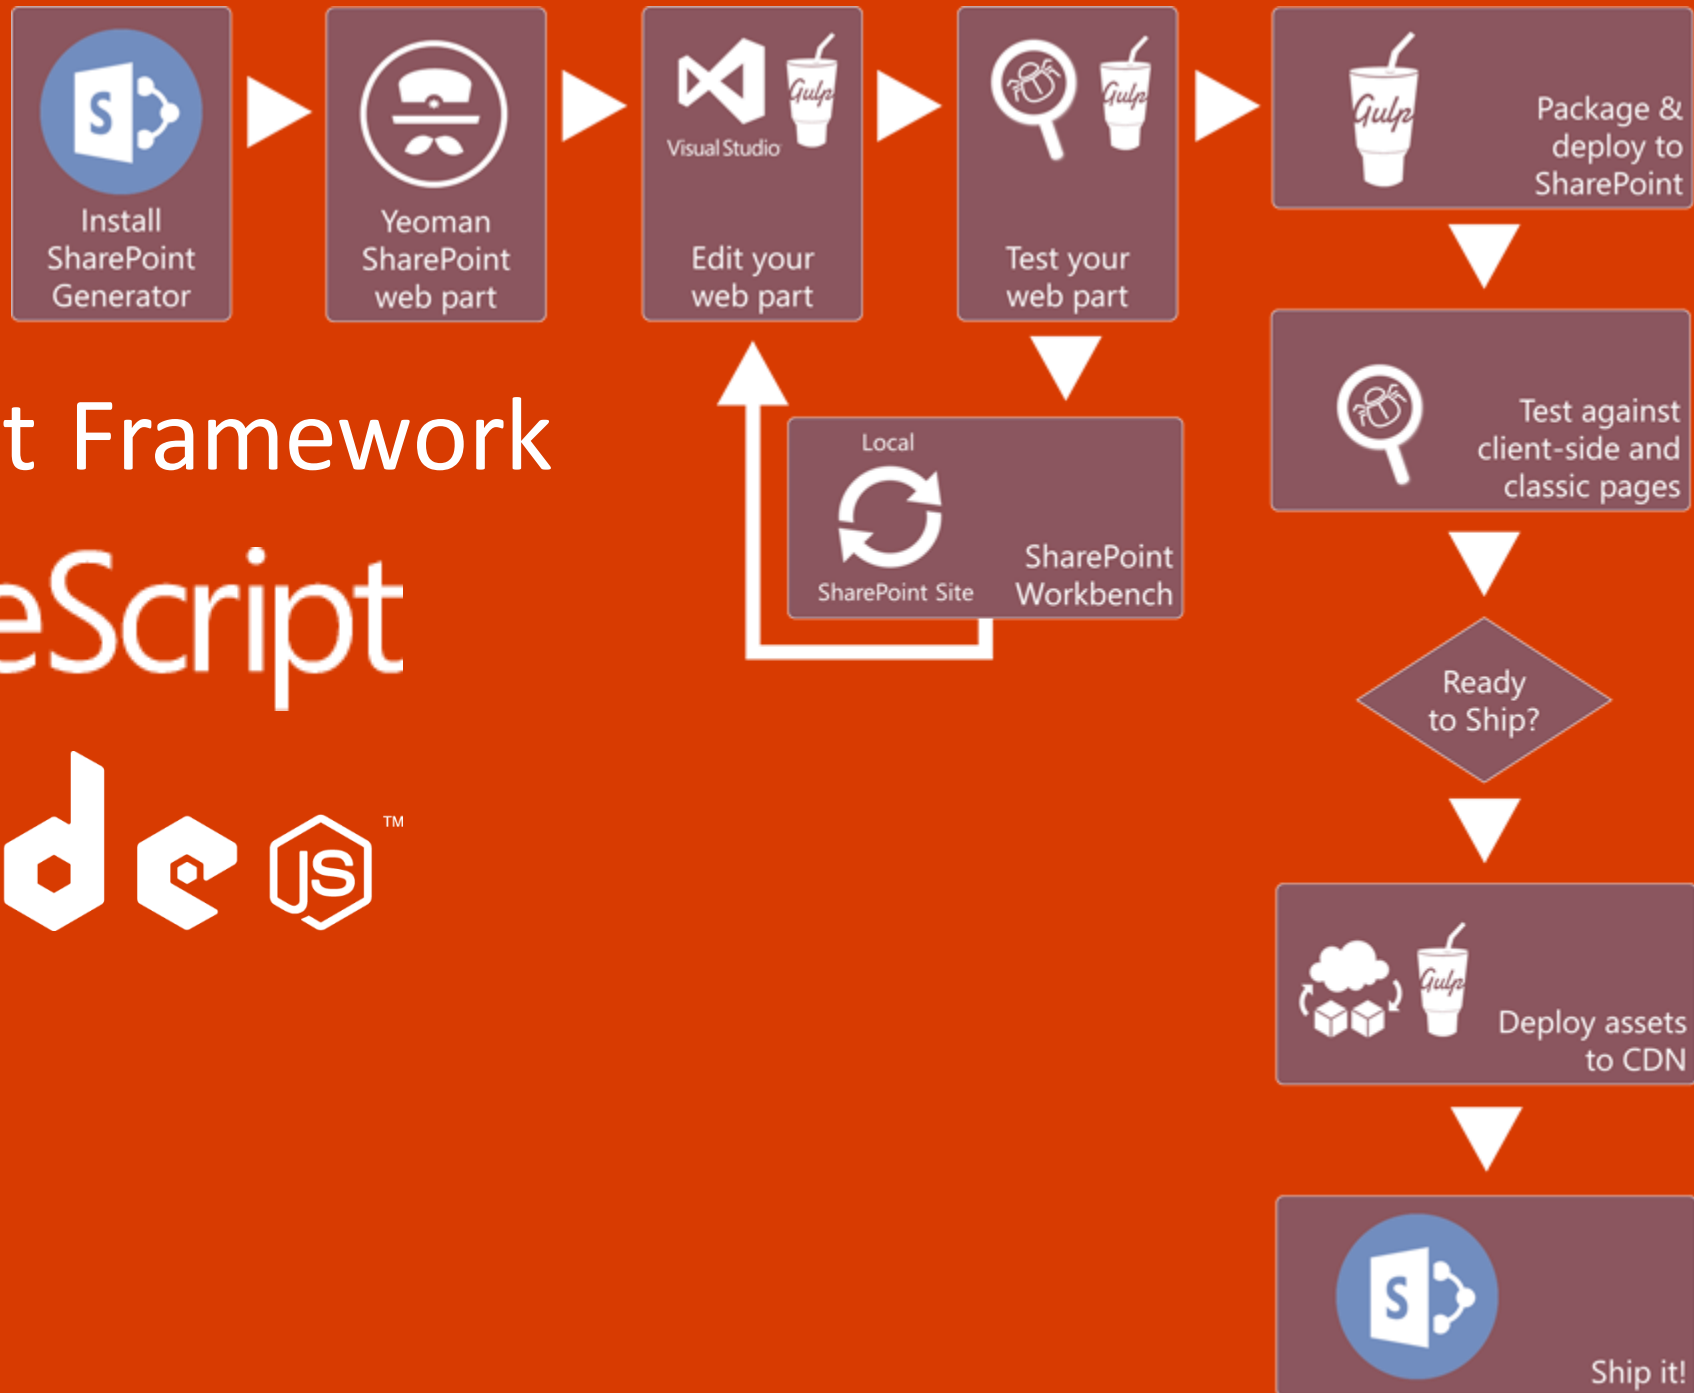 Install
SharePoint
Generator
Yeoman
SharePoint
web part
Visual Studio
Gulp
Edit your
web part
Gulp
Test your
web part
Gulp
Package &
deploy to
SharePoint
t Framework
Local
SharePoint Site
SharePoint
Workbench
Test against
client-side and
classic pages
eScript
Ready
to Ship?
de JS™
Gulp
Deploy assets
to CDN
S
Ship it!